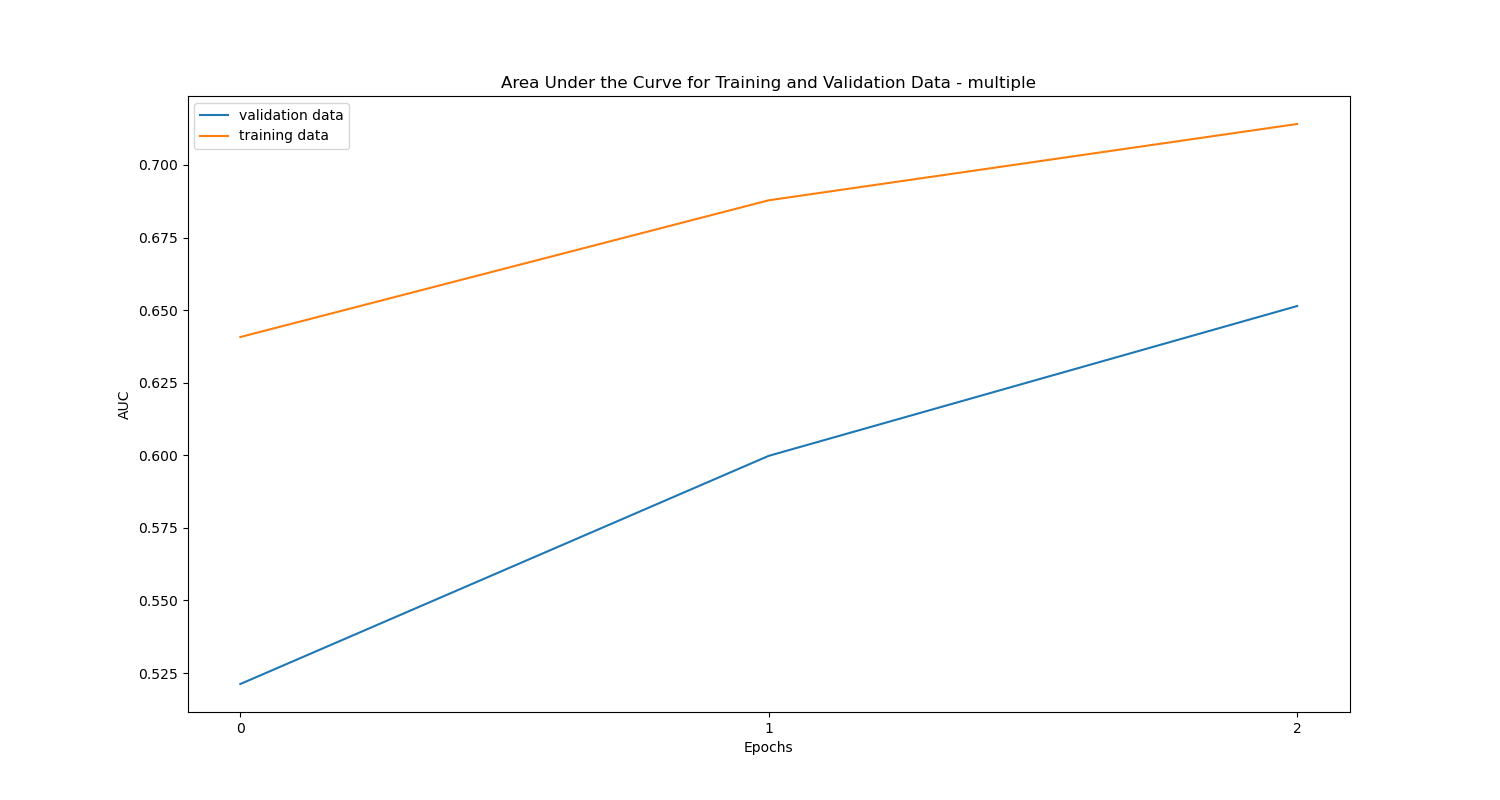 Area Under the Curve for Training and Validation Data - multiple
validation data
training data
0.700
0.675
0.650
0.625
0.600
0.575
0.550
0.525
AUC
0 1 2
Epochs